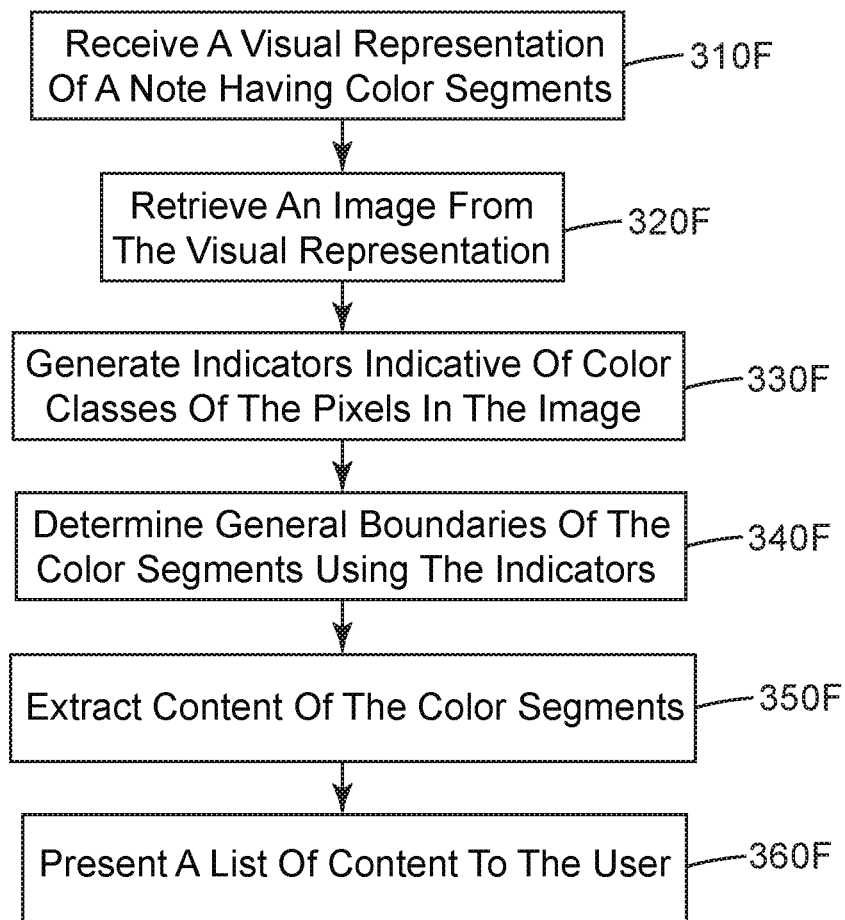 Receive A Visual Representation
Of A Note Having Color Segments
310F
Retrieve An Image From
The Visual Representation
320F
Generate Indicators Indicative Of Color
Classes Of The Pixels In The Image
330F
Determine General Boundaries Of The
Color Segments Using The Indicators
340F
Extract Content Of The Color Segments
350F
Present A List Of Content To The User
360F